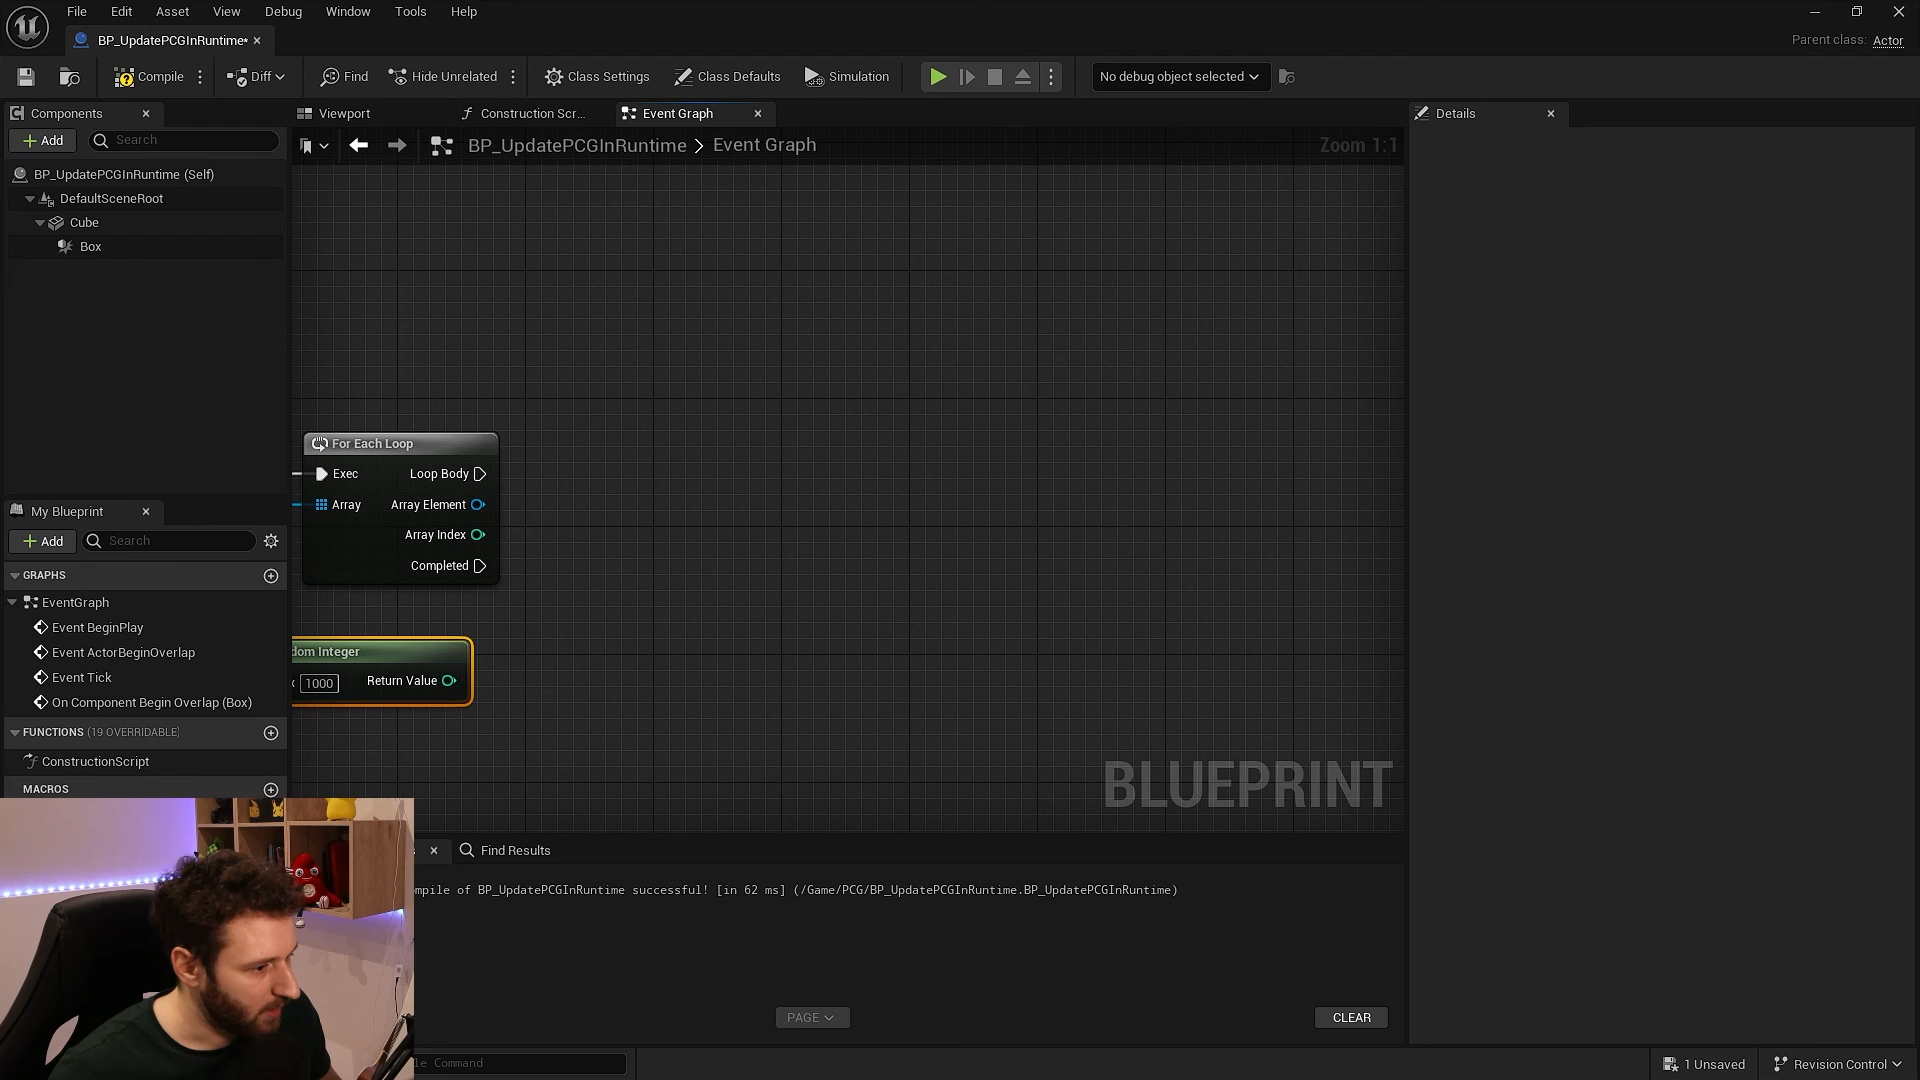 File Edit Asset View Debug Window Tools Help
BP_UpdatePCGInRuntime*
Parent class: Actor
Compile Diff Find Hide Unrelated Class Settings Class Defaults Simulation No debug object selected
Components
Viewport Construction Scr... Event Graph
Details
Add Search
BP_UpdatePCGInRuntime > Event Graph Zoom 1:1
BP_UpdatePCGInRuntime (Self)
DefaultSceneRoot
Cube
Box
For Each Loop
Exec Loop Body
Array Array Element
Array Index
Completed
My Blueprint
Add Search
GRAPHS
EventGraph
Event BeginPlay
Event ActorBeginOverlap
Event Tick
On Component Begin Overlap (Box)
FUNCTIONS (19 OVERRIDABLE)
ConstructionScript
MACROS
dom Integer
1000 Return Value
BLUEPRINT
Find Results
mpile of BP_UpdatePCGInRuntime successful! [in 62 ms] (/Game/PCG/BP_UpdatePCGInRuntime.BP_UpdatePCGInRuntime)
PAGE CLEAR
le Command
1 Unsaved Revision Control